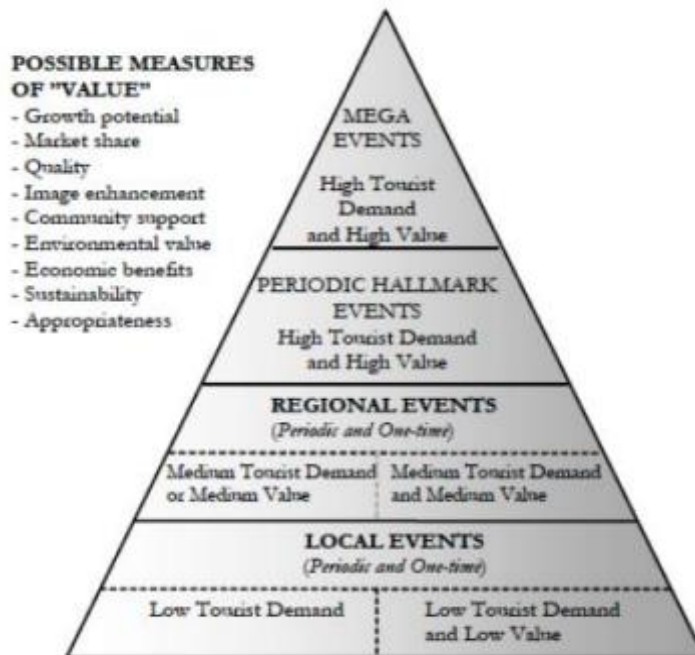 POSSIBLE MEASURES
OF "VALUE"
- Growth potential
- Market share
- Quality
- Image enhancement
- Community support
- Environmental value
- Economic benefits
- Sustainability
- Appropriateness
MEGA
EVENTS
High Tourist
Demand
and High Value
PERIODIC HALLMARK
EVENTS
High Tourist Demand
and High Value
REGIONAL EVENTS
(Periodic and One-time)
Medium Tourist Demand
or Medium Value
Medium Tourist Demand
and Medium Value
LOCAL EVENTS
(Periodic and One-time)
Low Tourist Demand
Low Tourist Demand
and Low Value